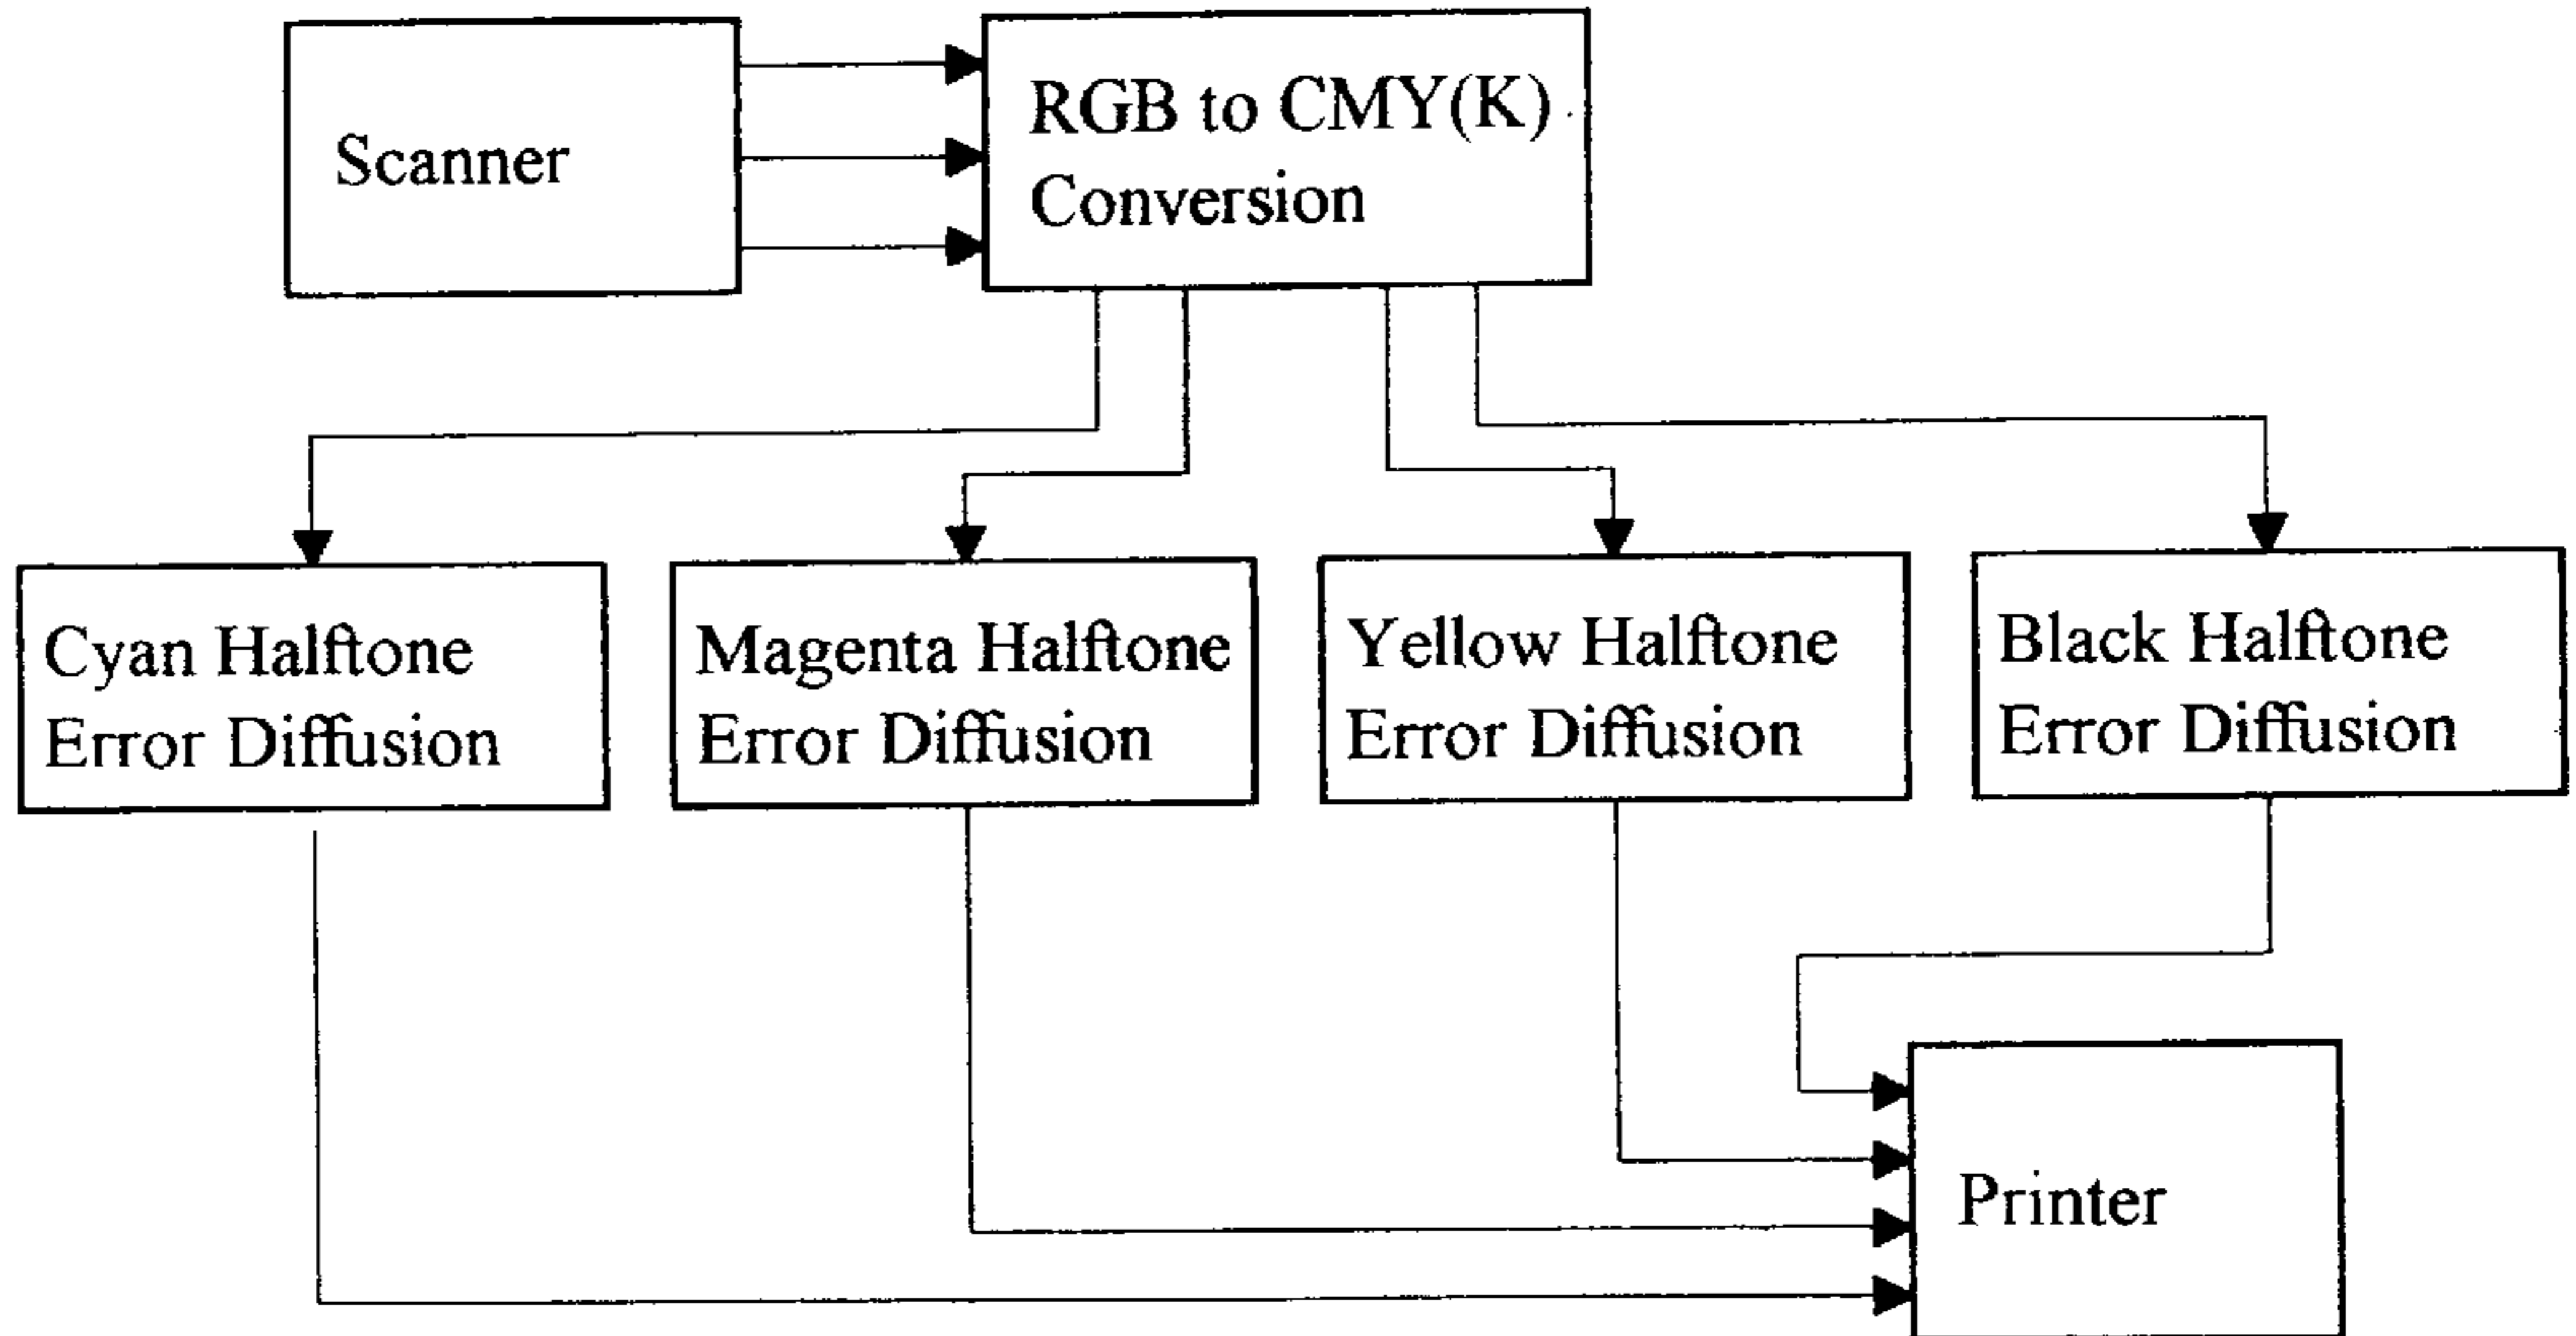 Scanner
RGB to CMY(K)
Conversion
Cyan Halftone
Error Diffusion
Magenta Halftone
Error Diffusion
Yellow Halftone
Error Diffusion
Black Halftone
Error Diffusion
Printer